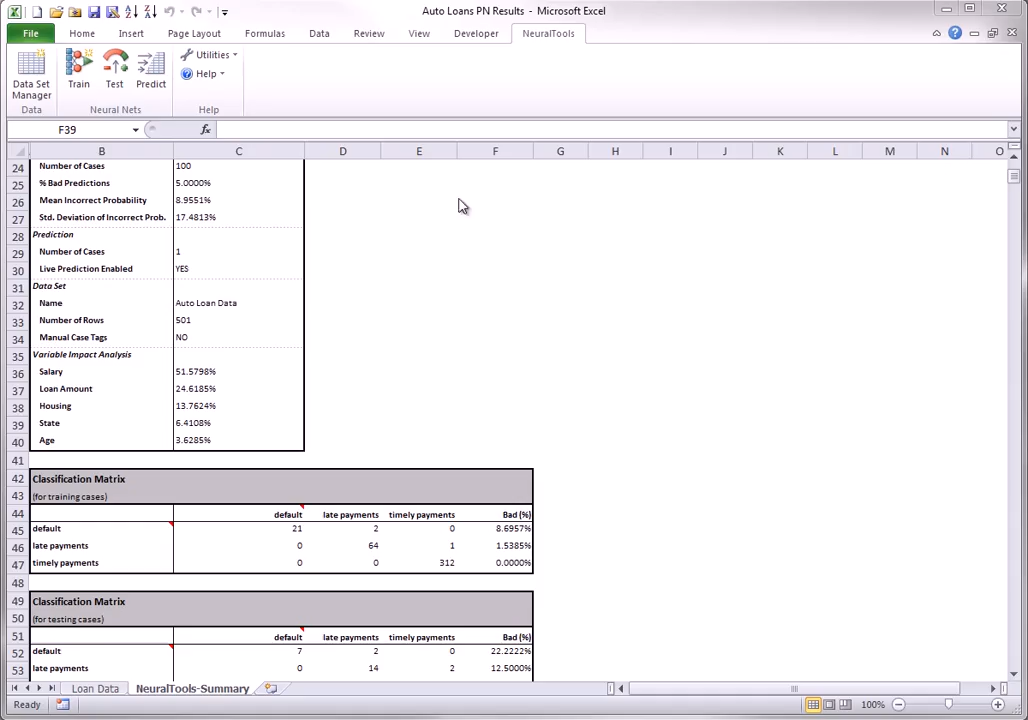 Auto Loans PN Results - Microsoft Excel
File Home Insert Page Layout Formulas Data Review View Developer NeuralTools
Data Set Manager Train Test Predict Utilities Help
Data Neural Nets Help
F39 fx
B C D E F G H I J K L M N O
24 Number of Cases 100
25 % Bad Predictions 5.0000%
26 Mean Incorrect Probability 8.9551%
27 Std. Deviation of Incorrect Prob. 17.4813%
28 Prediction
29 Number of Cases 1
30 Live Prediction Enabled YES
31 Data Set
32 Name Auto Loan Data
33 Number of Rows 501
34 Manual Case Tags NO
35 Variable Impact Analysis
36 Salary 51.5798%
37 Loan Amount 24.6185%
38 Housing 13.7624%
39 State 6.4108%
40 Age 3.6285%
41
42 Classification Matrix
43 (for training cases)
44 default late payments timely payments Bad (%)
45 default 21 2 0 8.6957%
46 late payments 0 64 1 1.5385%
47 timely payments 0 0 312 0.0000%
48
49 Classification Matrix
50 (for testing cases)
51 default late payments timely payments Bad (%)
52 default 7 2 0 22.2222%
53 late payments 0 14 2 12.5000%
Loan Data NeuralTools-Summary
Ready 100%